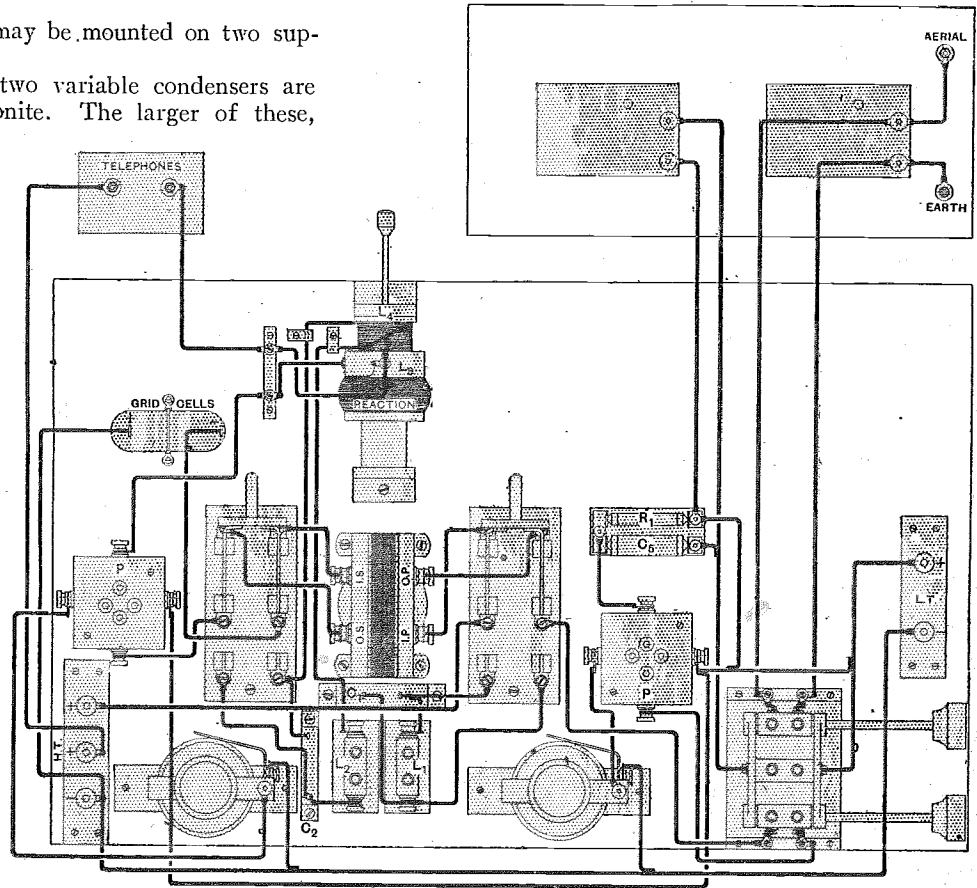 may be mounted on two sup-
two variable condensers are
onite. The larger of these,
AERIAL
EARTH
TELEPHONES
L4
L3
REACTION
GRID CELLS
P
I.S.
O.P.
O.S.
I.P.
R1
C5
P
L.T.
+
−
H.T.
+
+
−
L2
L1
C2